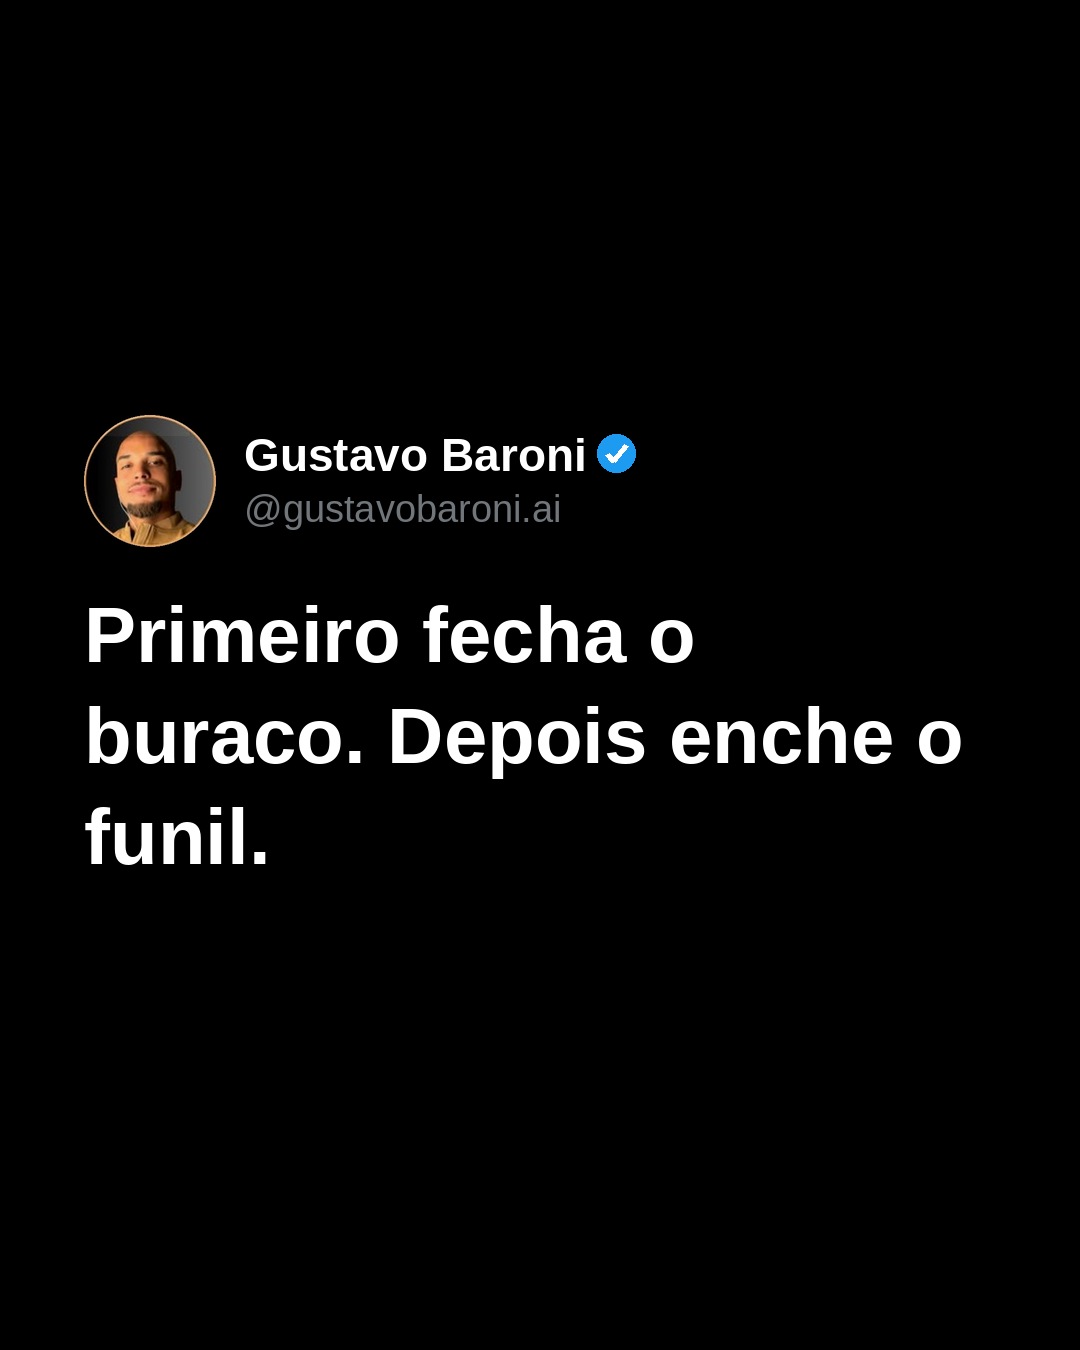 Gustavo Baroni
@gustavobaroni.ai
Primeiro fecha o
buraco. Depois enche o
funil.